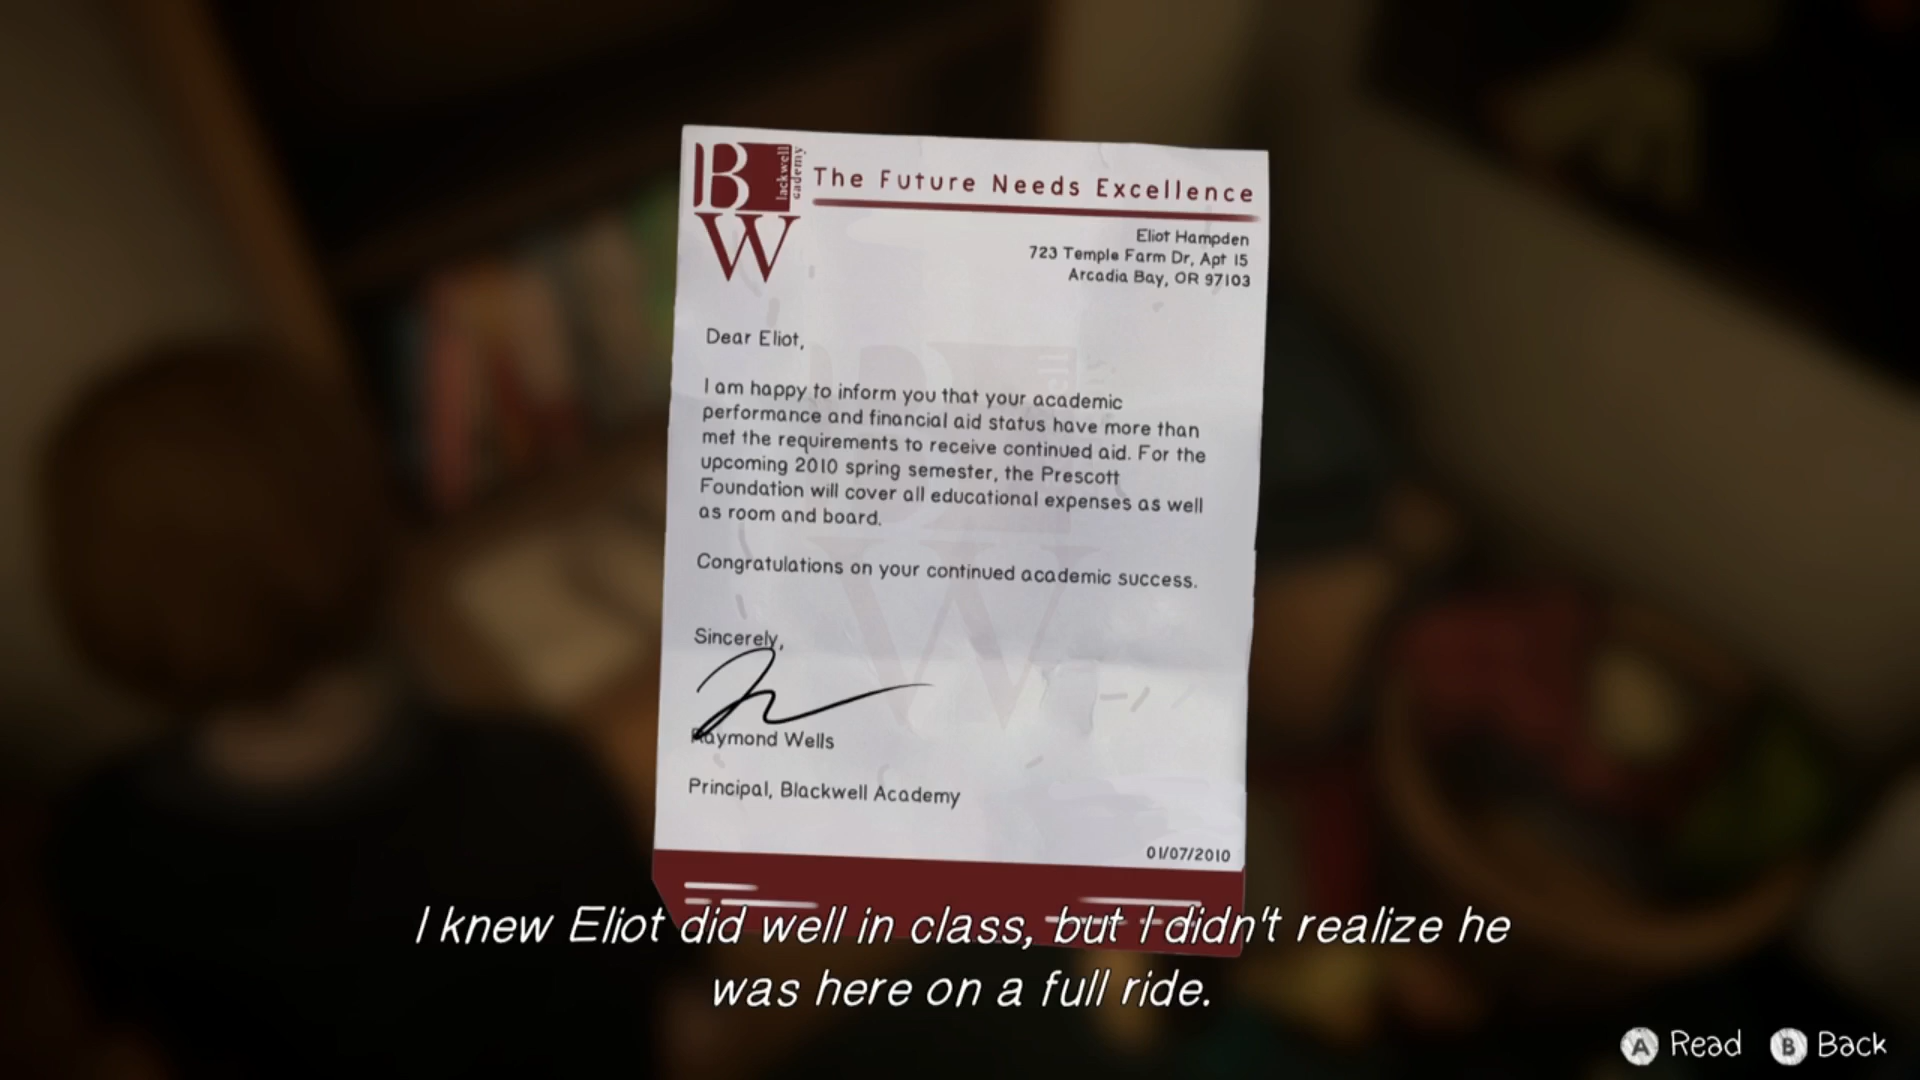 B lackwell
cademy
W
The Future Needs Excellence
Eliot Hampden
723 Temple Farm Dr, Apt 15
Arcadia Bay, OR 97103
Dear Eliot,
I am happy to inform you that your academic
performance and financial aid status have more than
met the requirements to receive continued aid. For the
upcoming 2010 spring semester, the Prescott
Foundation will cover all educational expenses as well
as room and board.
Congratulations on your continued academic success.
Sincerely,
Raymond Wells
Principal, Blackwell Academy
01/07/2010
I knew Eliot did well in class, but I didn't realize he
was here on a full ride.
A Read B Back